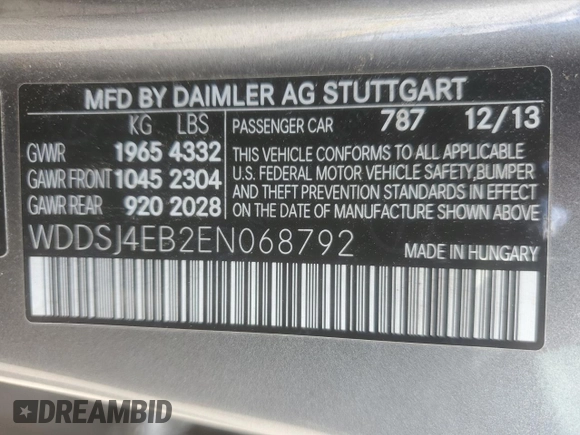 MFD BY DAIMLER AG STUTTGART
KG LBS
PASSENGER CAR 787 12/13
GVWR 1965 4332
GAWR FRONT 1045 2304
GAWR REAR 920 2028
THIS VEHICLE CONFORMS TO ALL APPLICABLE
U.S. FEDERAL MOTOR VEHICLE SAFETY,BUMPER
AND THEFT PREVENTION STANDARDS IN EFFECT
ON THE DATE OF MANUFACTURE SHOWN ABOVE.
WDDSJ4EB2EN068792
MADE IN HUNGARY
DREAMBID